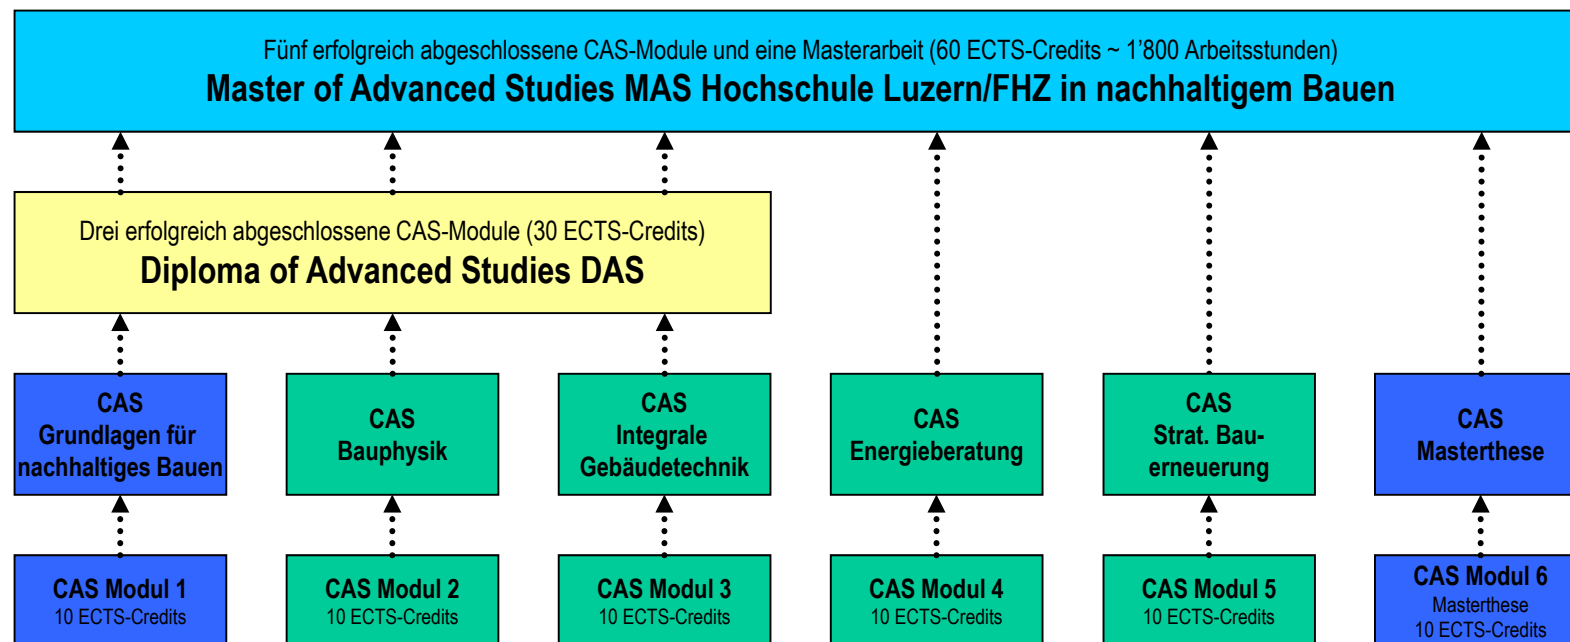 Fünf erfolgreich abgeschlossene CAS-Module und eine Masterarbeit (60 ECTS-Credits ~ 1’800 Arbeitsstunden)
Master of Advanced Studies MAS Hochschule Luzern/FHZ in nachhaltigem Bauen
Drei erfolgreich abgeschlossene CAS-Module (30 ECTS-Credits)
Diploma of Advanced Studies DAS
CAS
Grundlagen für
nachhaltiges Bauen
CAS
Bauphysik
CAS
Integrale
Gebäudetechnik
CAS
Energieberatung
CAS
Strat. Bau-
erneuerung
CAS
Masterthese
CAS Modul 1
10 ECTS-Credits
CAS Modul 2
10 ECTS-Credits
CAS Modul 3
10 ECTS-Credits
CAS Modul 4
10 ECTS-Credits
CAS Modul 5
10 ECTS-Credits
CAS Modul 6
Masterthese
10 ECTS-Credits